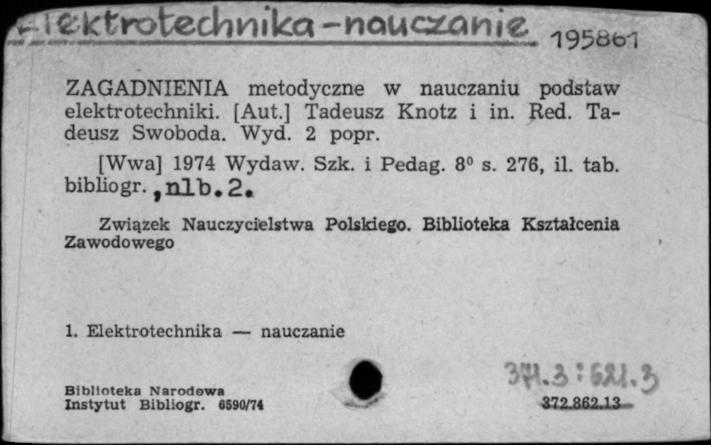 Elektrotechnika-nauczanie
195861
ZAGADNIENIA metodyczne w nauczaniu podstaw
elektrotechniki. [Aut.] Tadeusz Knotz i in. Red. Ta-
deusz Swoboda. Wyd. 2 popr.
[Wwa] 1974 Wydaw. Szk. i Pedag. 8⁰ s. 276, il. tab.
bibliogr., nlb.2.
Związek Nauczycielstwa Polskiego. Biblioteka Kształcenia
Zawodowego
1. Elektrotechnika — nauczanie
371.3:621.3
Biblioteka Narodowa
Instytut Bibliogr. 6590/74
372.862.13